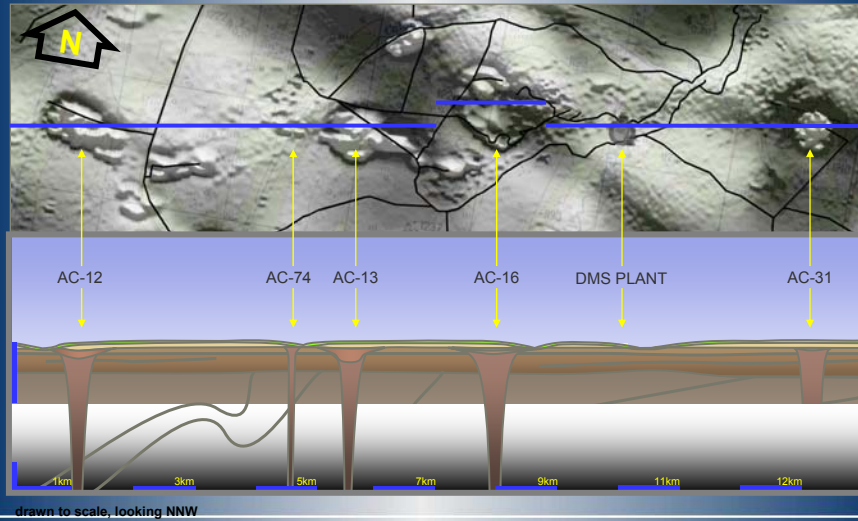 N
AC-12 AC-74 AC-13 AC-16 DMS PLANT AC-31
1km 3km 5km 7km 9km 11km 12km
drawn to scale, looking NNW